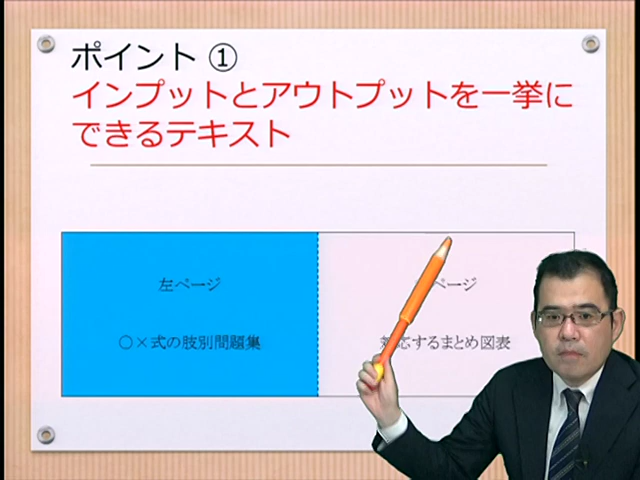 ポイント ①
インプットとアウトプットを一挙に
できるテキスト
左ページ
ページ
〇×式の肢別問題集
対応するまとめ図表